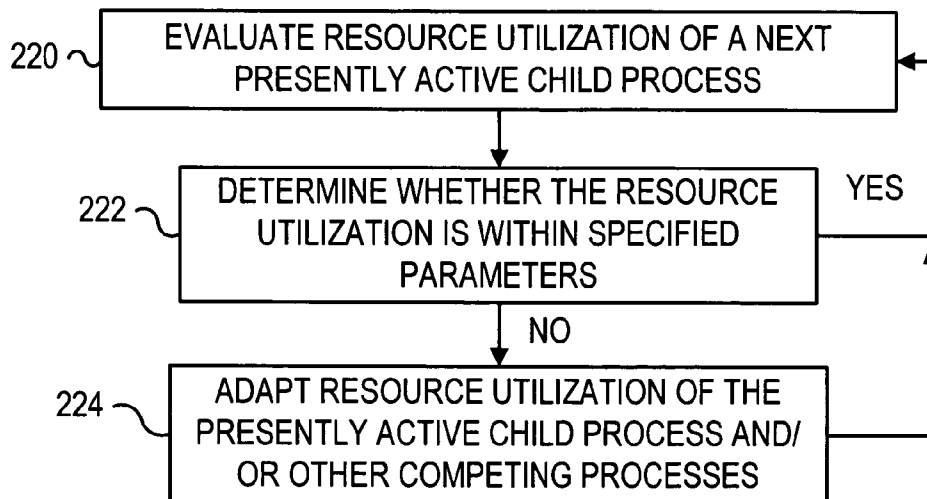 220
EVALUATE RESOURCE UTILIZATION OF A NEXT
PRESENTLY ACTIVE CHILD PROCESS
222
DETERMINE WHETHER THE RESOURCE
UTILIZATION IS WITHIN SPECIFIED
PARAMETERS
YES
NO
224
ADAPT RESOURCE UTILIZATION OF THE
PRESENTLY ACTIVE CHILD PROCESS AND/
OR OTHER COMPETING PROCESSES